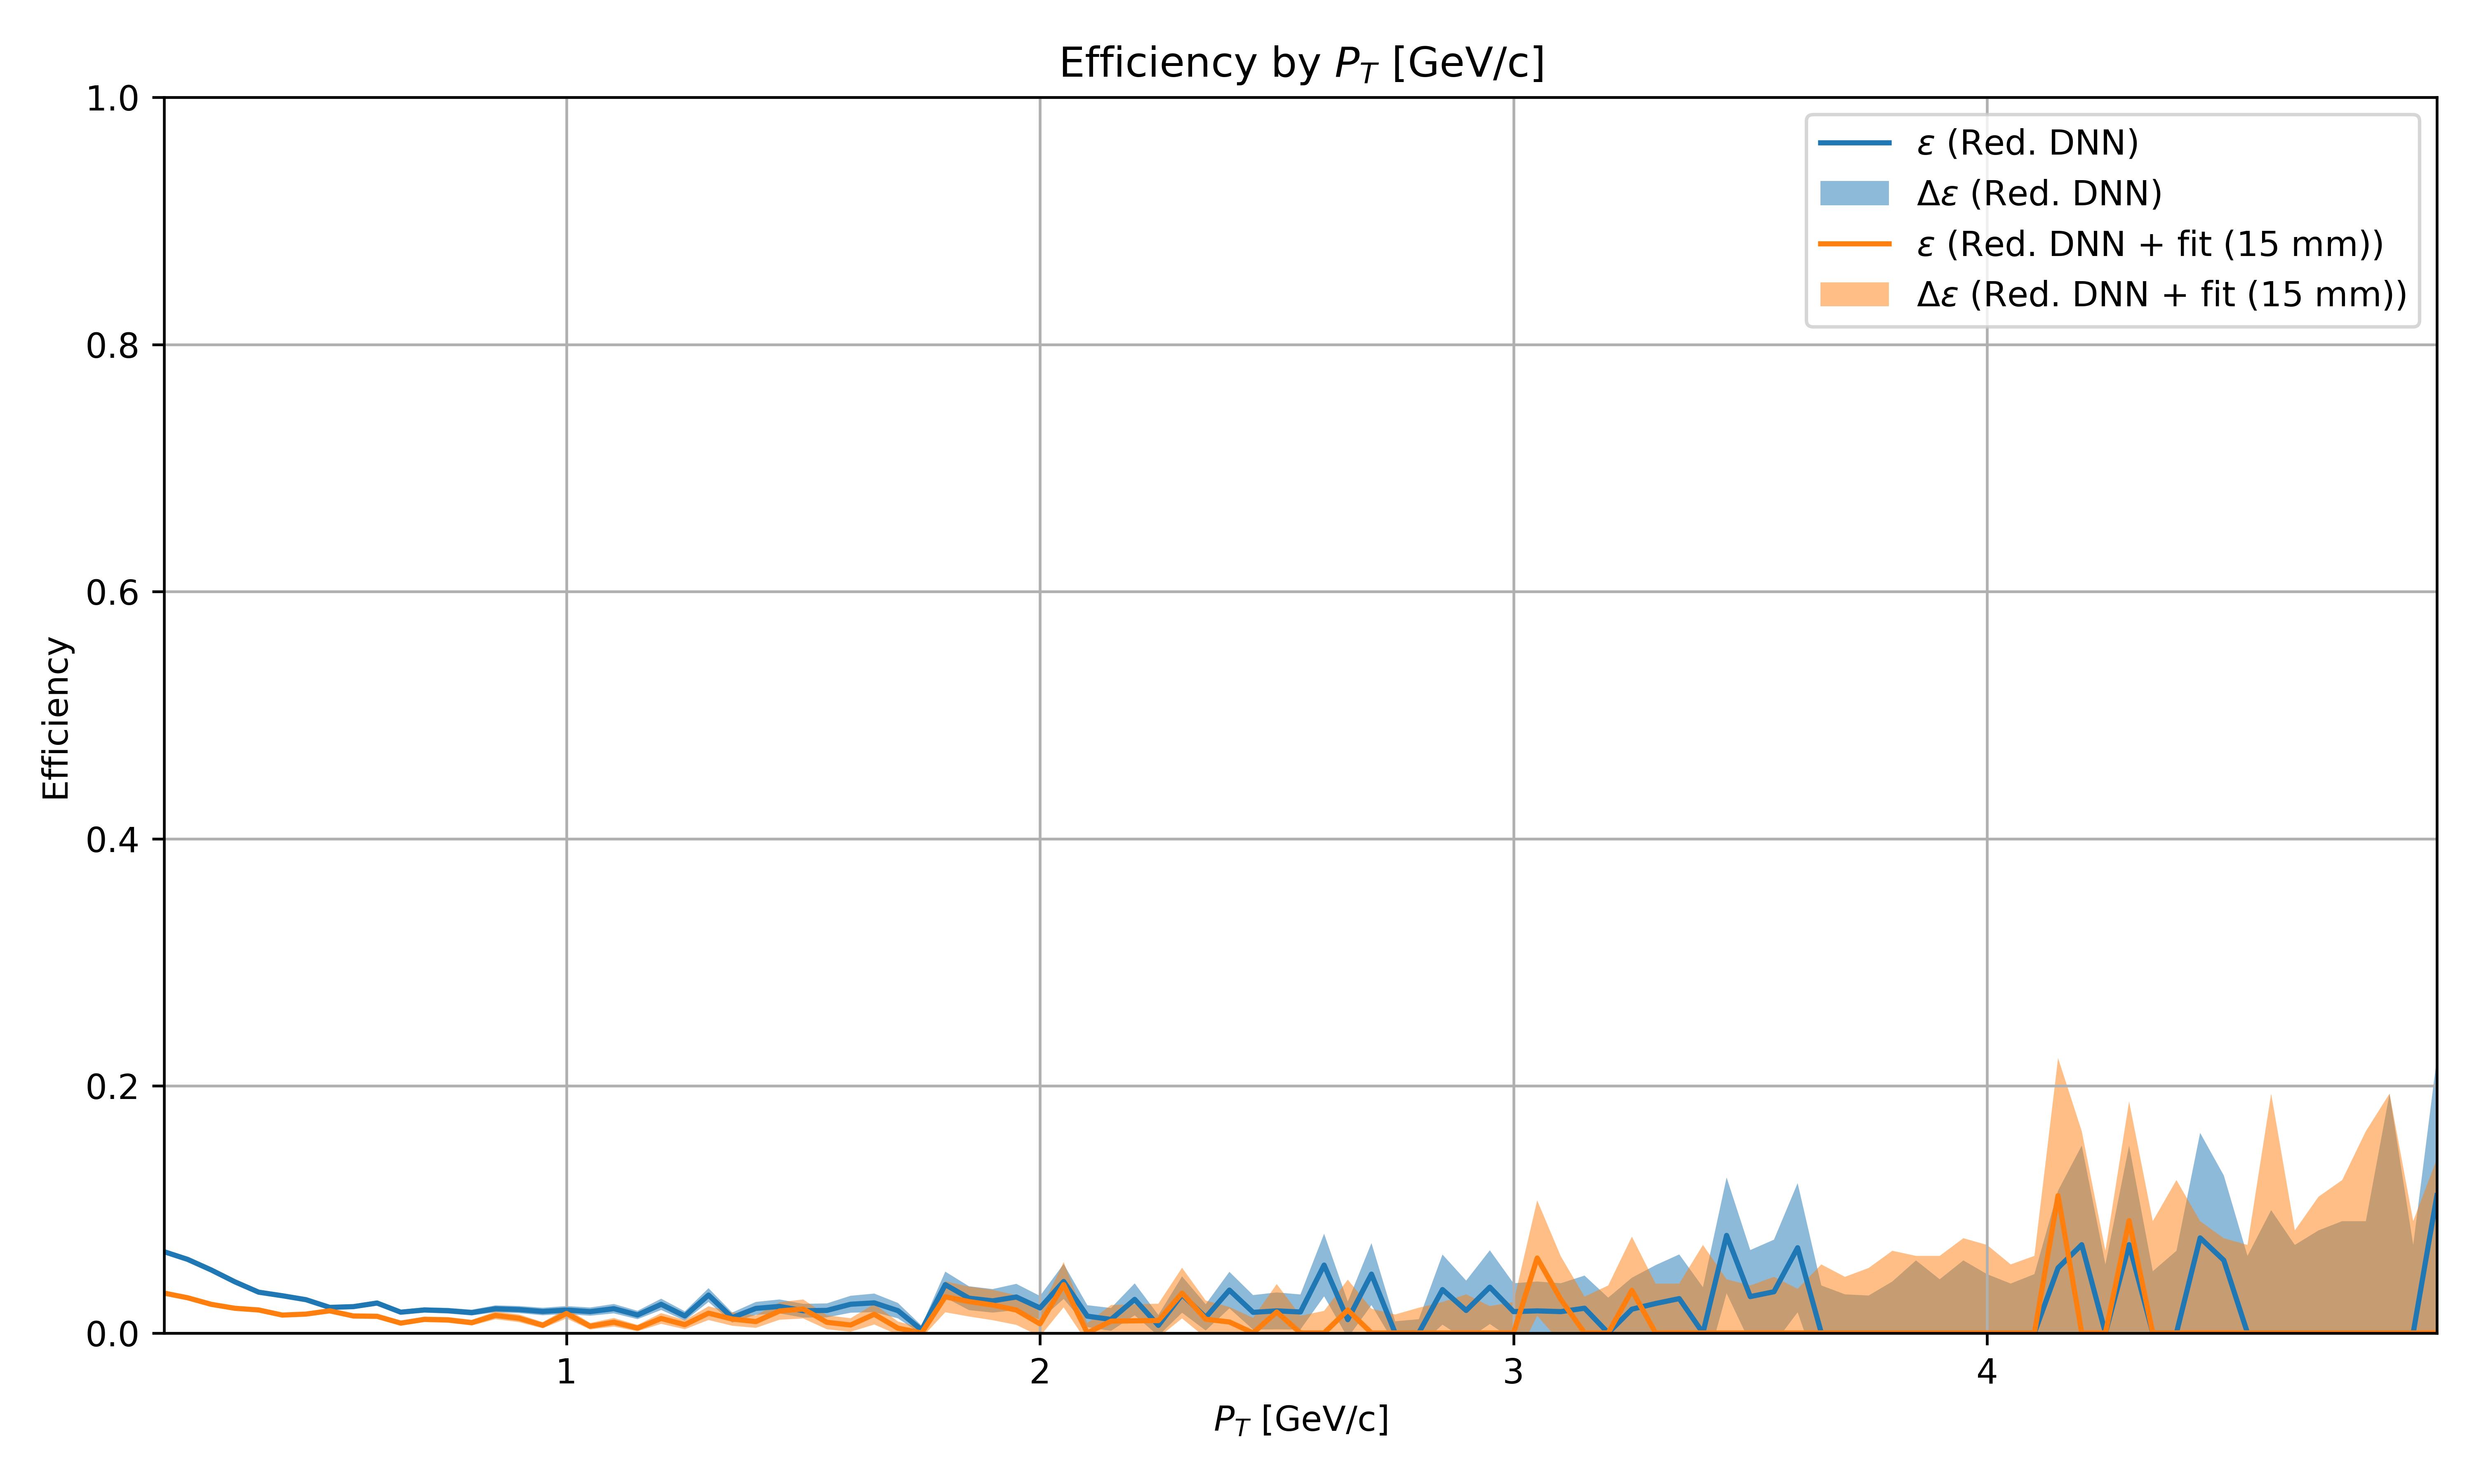 Efficiency by P_T [GeV/c]
1.0
0.8
0.6
0.4
0.2
0.0
Efficiency
ε (Red. DNN)
Δε (Red. DNN)
ε (Red. DNN + fit (15 mm))
Δε (Red. DNN + fit (15 mm))
1 2 3 4
P_T [GeV/c]